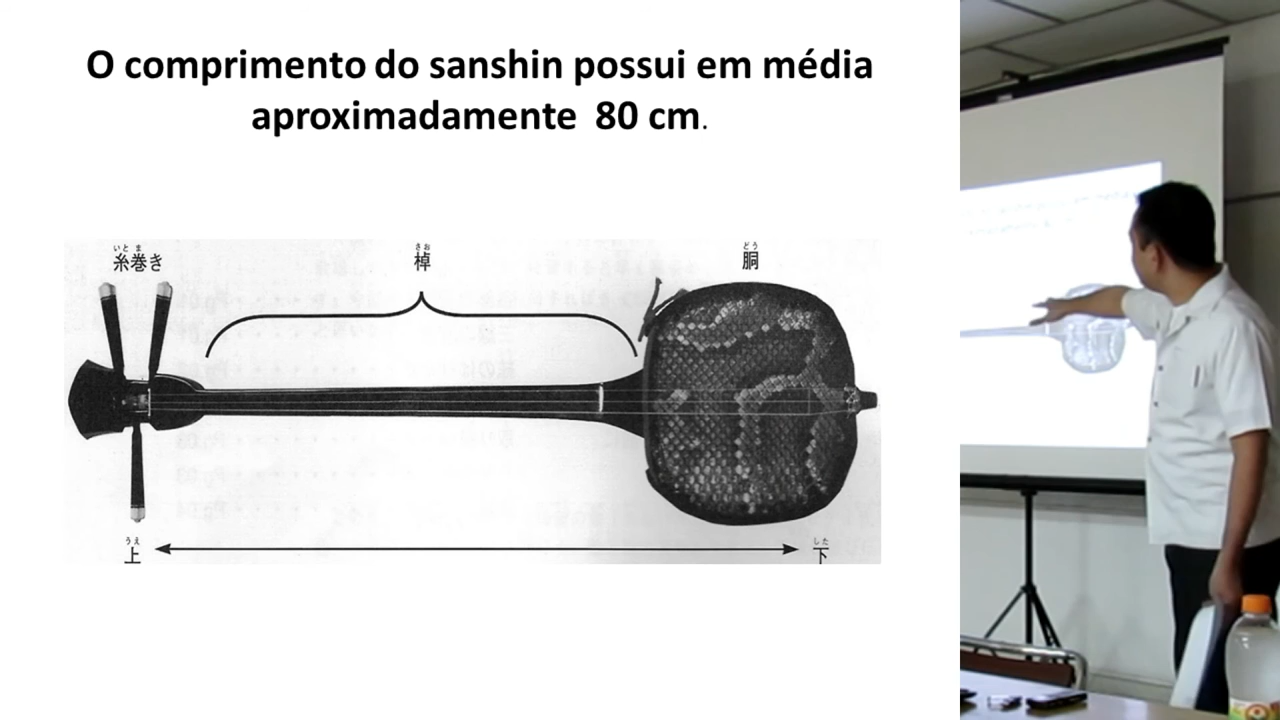 O comprimento do sanshin possui em média
aproximadamente 80 cm.
いとま
糸巻き
さお
棹
どう
胴
うえ
上
した
下